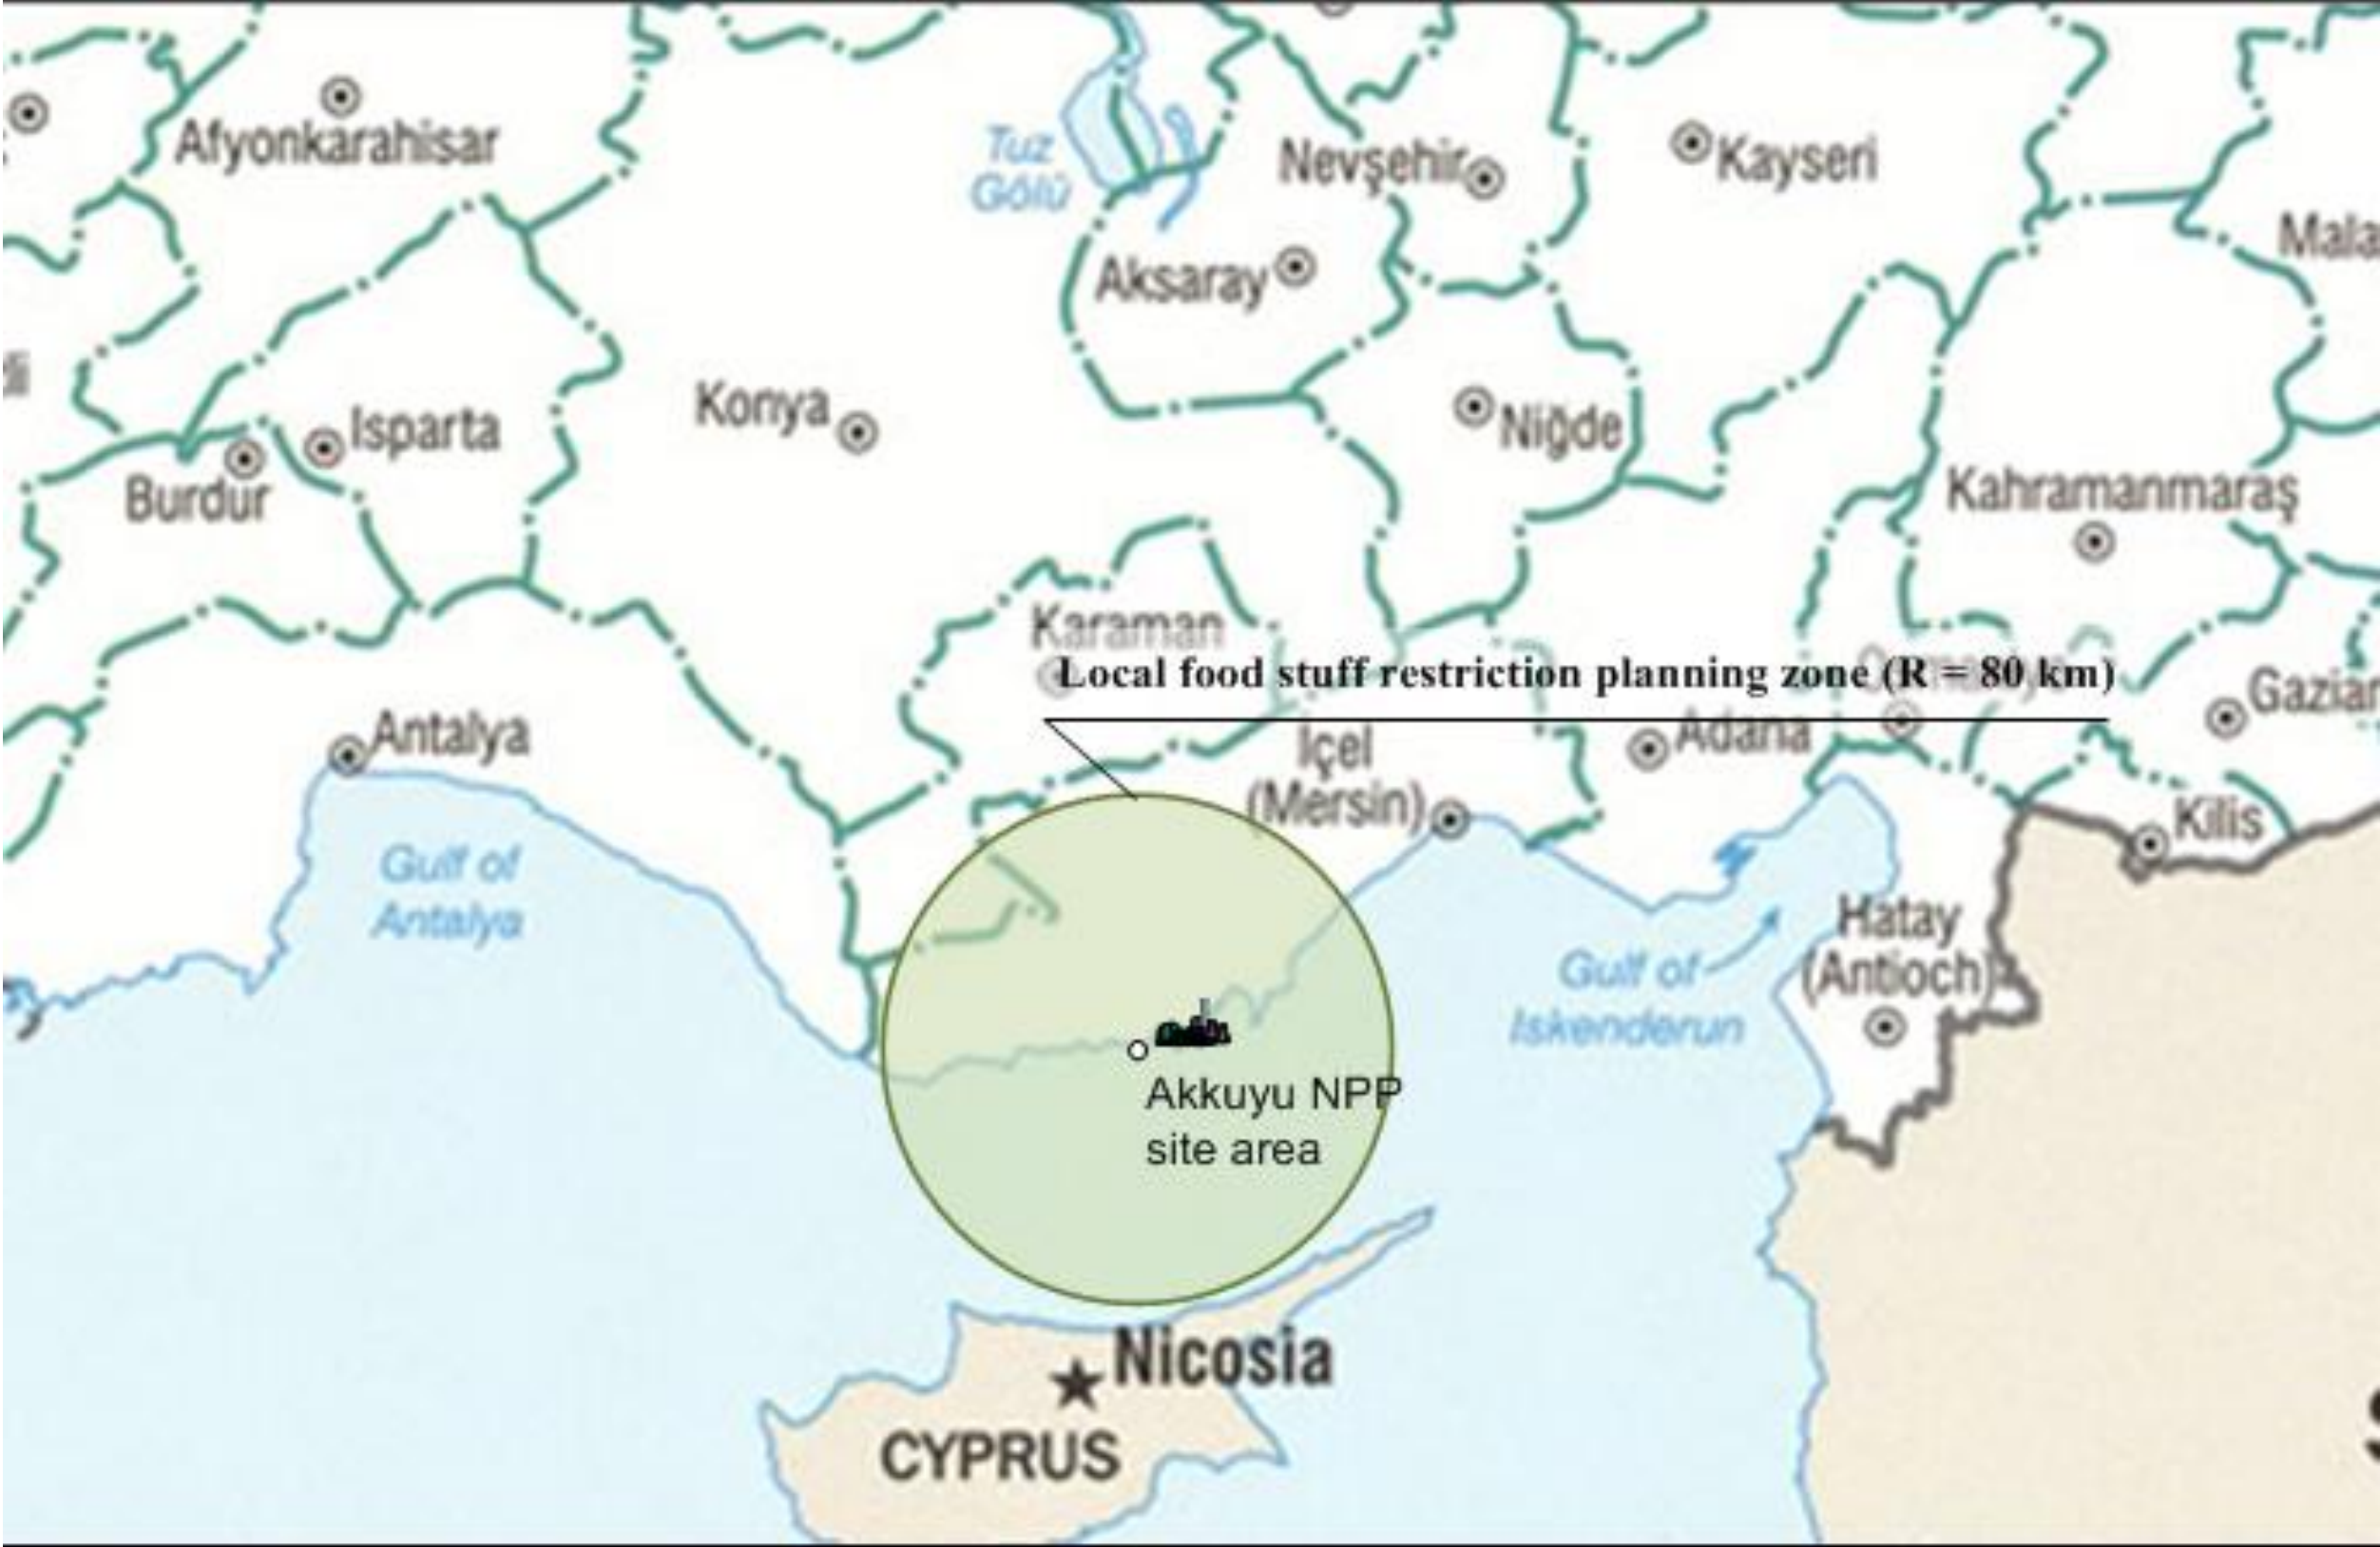 Afyonkarahisar
Tuz
Gölü
Nevşehir
Kayseri
Aksaray
Konya
Isparta
Burdur
Niğde
Kahramanmaraş
Karaman
Local food stuff restriction planning zone (R = 80 km)
Antalya
Adana
İçel
(Mersin)
Kilis
Gulf of
Antalya
Hatay
(Antioch)
Gulf of
Iskenderun
Akkuyu NPP
site area
Nicosia
CYPRUS